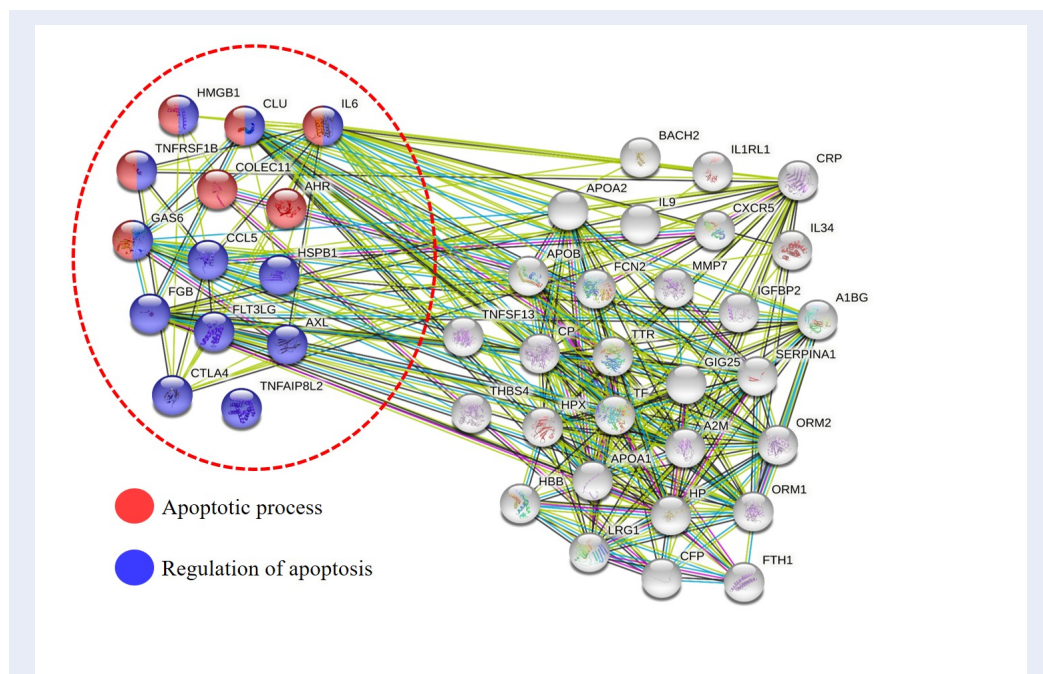 HMGB1
CLU
IL6
TNFRSF1B
COLEC11
AHR
GAS6
CCL5
HSPB1
FGB
FLT3LG
AXL
CTLA4
TNFAIP8L2
BACH2
IL1RL1
CRP
APOA2
IL9
CXCR5
IL34
APOB
FCN2
MMP7
IGFBP2
A1BG
TNFSF13
CP
TTR
GIG25
SERPINA1
THBS4
HPX
TF
A2M
ORM2
APOA1
HBB
HP
ORM1
LRG1
CFP
FTH1
Apoptotic process
Regulation of apoptosis